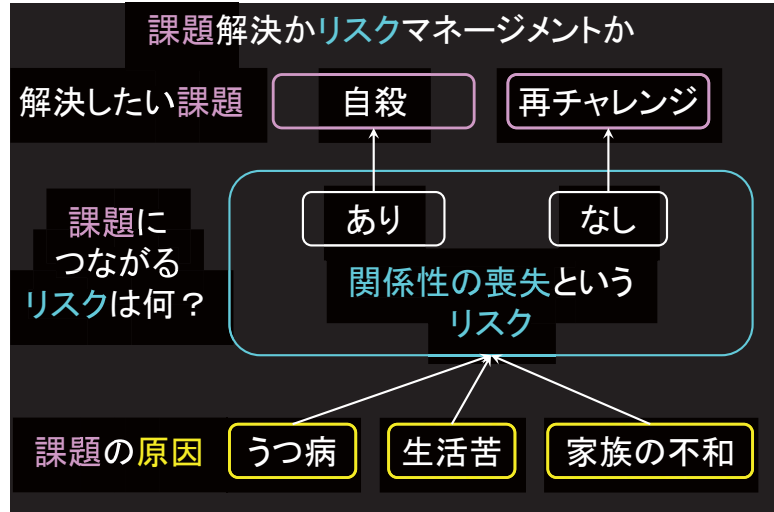 課題解決かリスクマネージメントか
解決したい課題
自殺
再チャレンジ
課題に
つながる
リスクは何？
あり
なし
関係性の喪失という
リスク
課題の原因
うつ病
生活苦
家族の不和